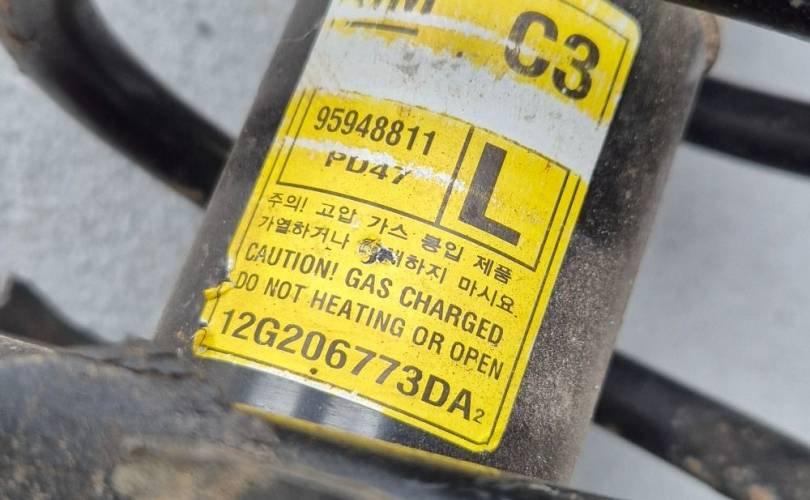 C3
95948811
PD47
L
주의! 고압 가스 봉입 제품
가열하거나 하지 마시요
CAUTION! GAS CHARGED
DO NOT HEATING OR OPEN
12G206773DA2